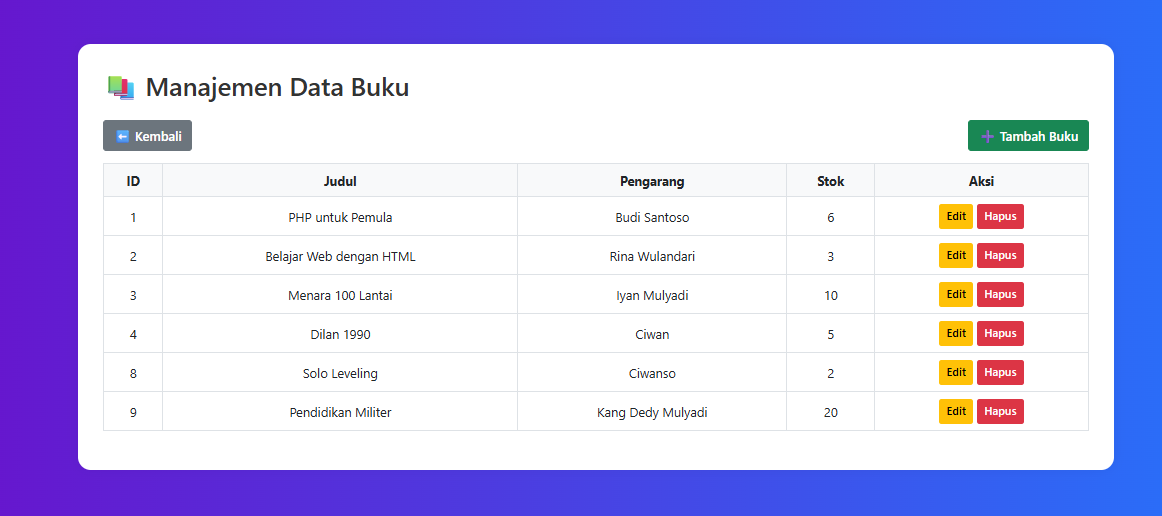 Manajemen Data Buku
Kembali
Tambah Buku
ID Judul Pengarang Stok Aksi
1 PHP untuk Pemula Budi Santoso 6 Edit Hapus
2 Belajar Web dengan HTML Rina Wulandari 3 Edit Hapus
3 Menara 100 Lantai Iyan Mulyadi 10 Edit Hapus
4 Dilan 1990 Ciwan 5 Edit Hapus
8 Solo Leveling Ciwanso 2 Edit Hapus
9 Pendidikan Militer Kang Dedy Mulyadi 20 Edit Hapus